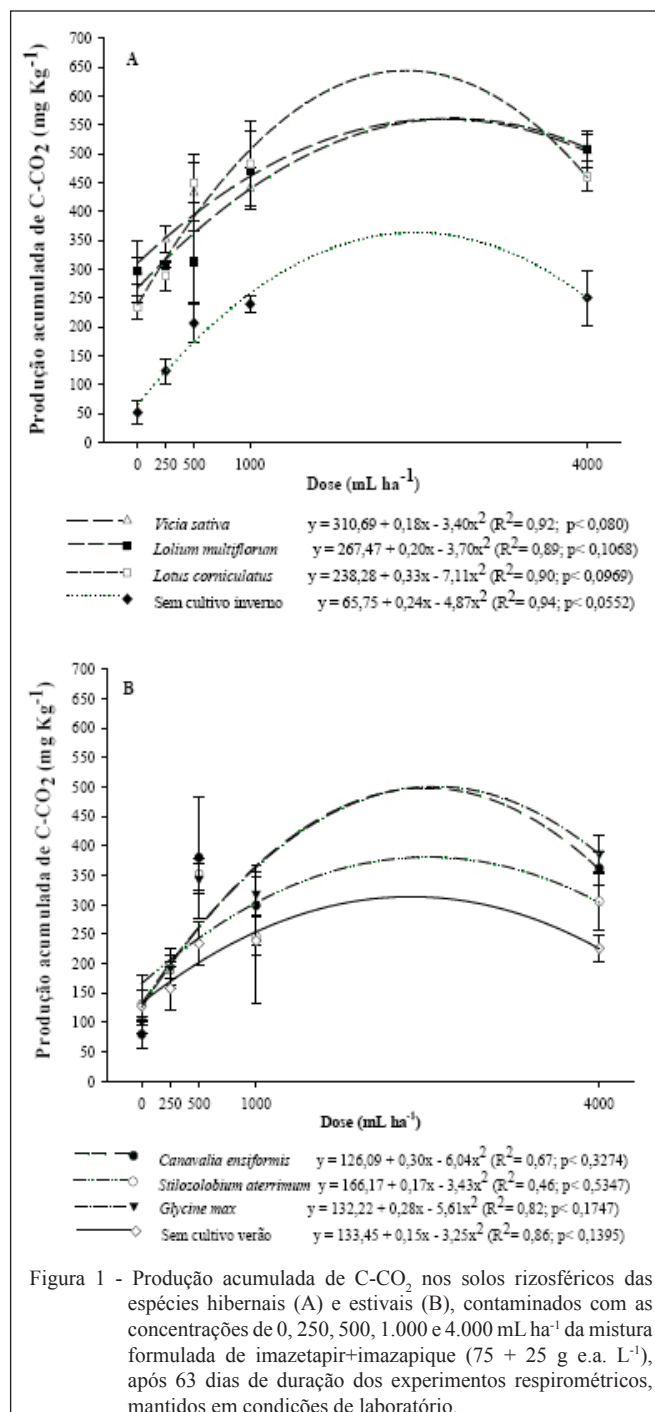 A
Produção acumulada de C-CO2 (mg Kg-1)
700
650
600
550
500
450
400
350
300
250
200
150
100
50
0
0 250 500 1000 4000
Dose (mL ha-1)
Vicia sativa y = 310,69 + 0,18x - 3,40x2 (R2= 0,92; p< 0,080)
Lolium multiflorum y = 267,47 + 0,20x - 3,70x2 (R2= 0,89; p< 0,1068)
Lotus corniculatus y = 238,28 + 0,33x - 7,11x2 (R2= 0,90; p< 0,0969)
Sem cultivo inverno y = 65,75 + 0,24x - 4,87x2 (R2= 0,94; p< 0,0552)
B
Produção acumulada de C-CO2 (mg Kg-1)
700
650
600
550
500
450
400
350
300
250
200
150
100
50
0
0 250 500 1000 4000
Dose (mL ha-1)
Canavalia ensiformis y = 126,09 + 0,30x - 6,04x2 (R2= 0,67; p< 0,3274)
Stilozolobium aterrimum y = 166,17 + 0,17x - 3,43x2 (R2= 0,46; p< 0,5347)
Glycine max y = 132,22 + 0,28x - 5,61x2 (R2= 0,82; p< 0,1747)
Sem cultivo verão y = 133,45 + 0,15x - 3,25x2 (R2= 0,86; p< 0,1395)
Figura 1 - Produção acumulada de C-CO2 nos solos rizosféricos das
espécies hibernais (A) e estivais (B), contaminados com as
concentrações de 0, 250, 500, 1.000 e 4.000 mL ha-1 da mistura
formulada de imazetapir+imazapique (75 + 25 g e.a. L-1),
após 63 dias de duração dos experimentos respirométricos,
mantidos em condições de laboratório.